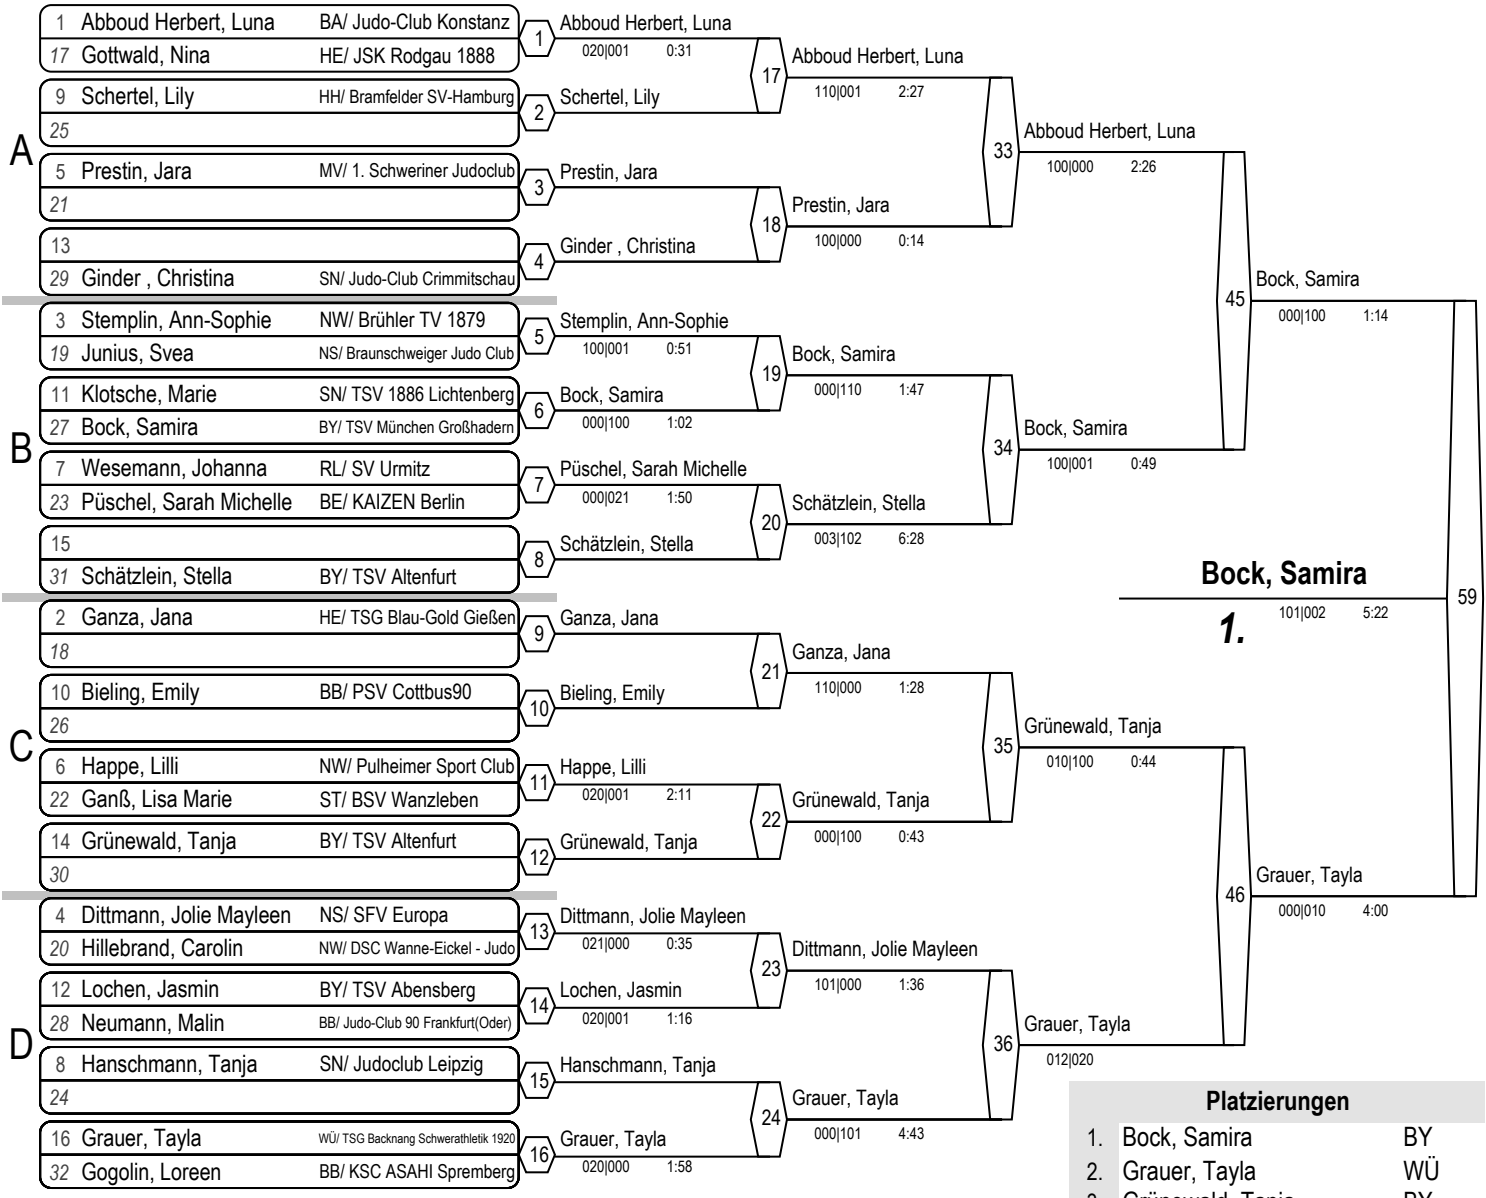 A
1 Abboud Herbert, Luna BA/ Judo-Club Konstanz
17 Gottwald, Nina HE/ JSK Rodgau 1888
9 Schertel, Lily HH/ Bramfelder SV-Hamburg
25
5 Prestin, Jara MV/ 1. Schweriner Judoclub
21
13
29 Ginder , Christina SN/ Judo-Club Crimmitschau
B
3 Stemplin, Ann-Sophie NW/ Brühler TV 1879
19 Junius, Svea NS/ Braunschweiger Judo Club
11 Klotsche, Marie SN/ TSV 1886 Lichtenberg
27 Bock, Samira BY/ TSV München Großhadern
7 Wesemann, Johanna RL/ SV Urmitz
23 Püschel, Sarah Michelle BE/ KAIZEN Berlin
15
31 Schätzlein, Stella BY/ TSV Altenfurt
C
2 Ganza, Jana HE/ TSG Blau-Gold Gießen
18
10 Bieling, Emily BB/ PSV Cottbus90
26
6 Happe, Lilli NW/ Pulheimer Sport Club
22 Ganß, Lisa Marie ST/ BSV Wanzleben
14 Grünewald, Tanja BY/ TSV Altenfurt
30
D
4 Dittmann, Jolie Mayleen NS/ SFV Europa
20 Hillebrand, Carolin NW/ DSC Wanne-Eickel - Judo
12 Lochen, Jasmin BY/ TSV Abensberg
28 Neumann, Malin BB/ Judo-Club 90 Frankfurt(Oder)
8 Hanschmann, Tanja SN/ Judoclub Leipzig
24
16 Grauer, Tayla WÜ/ TSG Backnang Schwerathletik 1920
32 Gogolin, Loreen BB/ KSC ASAHI Spremberg
1 Abboud Herbert, Luna
020|001 0:31
2 Schertel, Lily
3 Prestin, Jara
4 Ginder , Christina
5 Stemplin, Ann-Sophie
100|001 0:51
6 Bock, Samira
000|100 1:02
7 Püschel, Sarah Michelle
000|021 1:50
8 Schätzlein, Stella
9 Ganza, Jana
10 Bieling, Emily
11 Happe, Lilli
020|001 2:11
12 Grünewald, Tanja
13 Dittmann, Jolie Mayleen
021|000 0:35
14 Lochen, Jasmin
020|001 1:16
15 Hanschmann, Tanja
16 Grauer, Tayla
020|000 1:58
17 Abboud Herbert, Luna
110|001 2:27
18 Prestin, Jara
100|000 0:14
19 Bock, Samira
000|110 1:47
20 Schätzlein, Stella
003|102 6:28
21 Ganza, Jana
110|000 1:28
22 Grünewald, Tanja
000|100 0:43
23 Dittmann, Jolie Mayleen
101|000 1:36
24 Grauer, Tayla
000|101 4:43
33 Abboud Herbert, Luna
100|000 2:26
34 Bock, Samira
100|001 0:49
35 Grünewald, Tanja
010|100 0:44
36 Grauer, Tayla
012|020
45 Bock, Samira
000|100 1:14
46 Grauer, Tayla
000|010 4:00
59 Bock, Samira
1. 101|002 5:22
Platzierungen
1. Bock, Samira BY
2. Grauer, Tayla WÜ